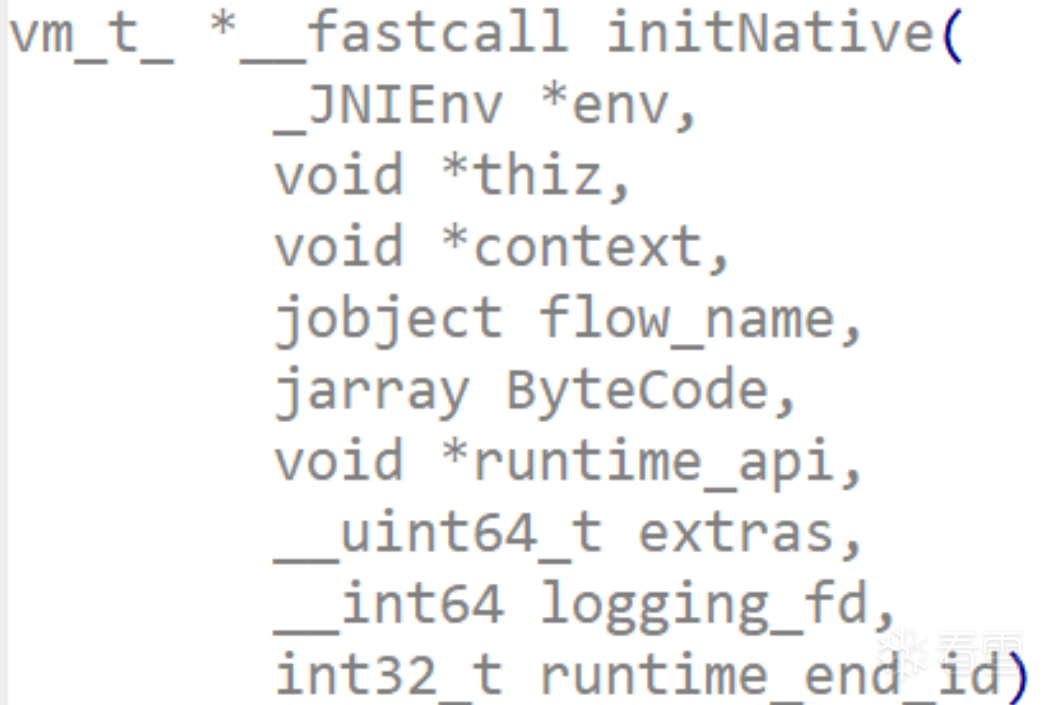 vm_t_ *__fastcall initNative(
_JNIEnv *env,
void *thiz,
void *context,
jobject flow_name,
jarray ByteCode,
void *runtime_api,
__uint64_t extras,
__int64 logging_fd,
int32_t runtime_end_id)
看雪